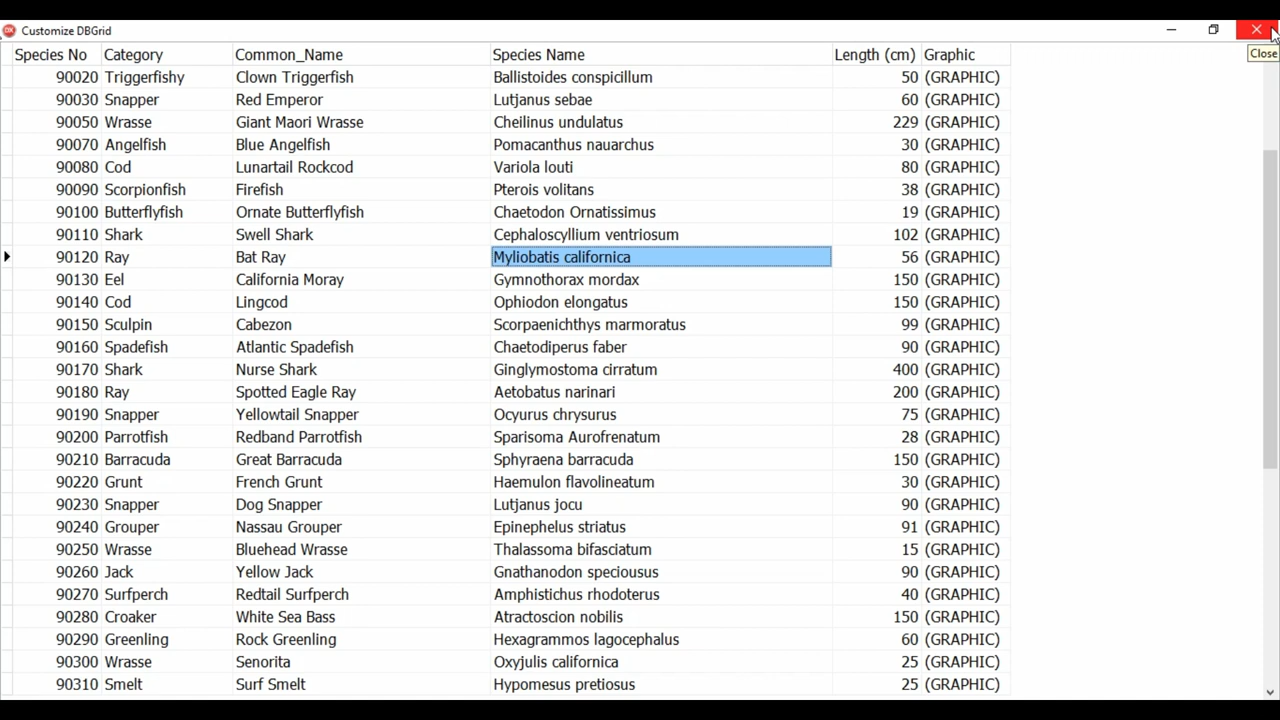 Customize DBGrid
Close
Species No Category Common_Name Species Name Length (cm) Graphic
90020 Triggerfishy Clown Triggerfish Ballistoides conspicillum 50 (GRAPHIC)
90030 Snapper Red Emperor Lutjanus sebae 60 (GRAPHIC)
90050 Wrasse Giant Maori Wrasse Cheilinus undulatus 229 (GRAPHIC)
90070 Angelfish Blue Angelfish Pomacanthus nauarchus 30 (GRAPHIC)
90080 Cod Lunartail Rockcod Variola louti 80 (GRAPHIC)
90090 Scorpionfish Firefish Pterois volitans 38 (GRAPHIC)
90100 Butterflyfish Ornate Butterflyfish Chaetodon Ornatissimus 19 (GRAPHIC)
90110 Shark Swell Shark Cephaloscyllium ventriosum 102 (GRAPHIC)
90120 Ray Bat Ray Myliobatis californica 56 (GRAPHIC)
90130 Eel California Moray Gymnothorax mordax 150 (GRAPHIC)
90140 Cod Lingcod Ophiodon elongatus 150 (GRAPHIC)
90150 Sculpin Cabezon Scorpaenichthys marmoratus 99 (GRAPHIC)
90160 Spadefish Atlantic Spadefish Chaetodiperus faber 90 (GRAPHIC)
90170 Shark Nurse Shark Ginglymostoma cirratum 400 (GRAPHIC)
90180 Ray Spotted Eagle Ray Aetobatus narinari 200 (GRAPHIC)
90190 Snapper Yellowtail Snapper Ocyurus chrysurus 75 (GRAPHIC)
90200 Parrotfish Redband Parrotfish Sparisoma Aurofrenatum 28 (GRAPHIC)
90210 Barracuda Great Barracuda Sphyraena barracuda 150 (GRAPHIC)
90220 Grunt French Grunt Haemulon flavolineatum 30 (GRAPHIC)
90230 Snapper Dog Snapper Lutjanus jocu 90 (GRAPHIC)
90240 Grouper Nassau Grouper Epinephelus striatus 91 (GRAPHIC)
90250 Wrasse Bluehead Wrasse Thalassoma bifasciatum 15 (GRAPHIC)
90260 Jack Yellow Jack Gnathanodon speciousus 90 (GRAPHIC)
90270 Surfperch Redtail Surfperch Amphistichus rhodoterus 40 (GRAPHIC)
90280 Croaker White Sea Bass Atractoscion nobilis 150 (GRAPHIC)
90290 Greenling Rock Greenling Hexagrammos lagocephalus 60 (GRAPHIC)
90300 Wrasse Senorita Oxyjulis californica 25 (GRAPHIC)
90310 Smelt Surf Smelt Hypomesus pretiosus 25 (GRAPHIC)